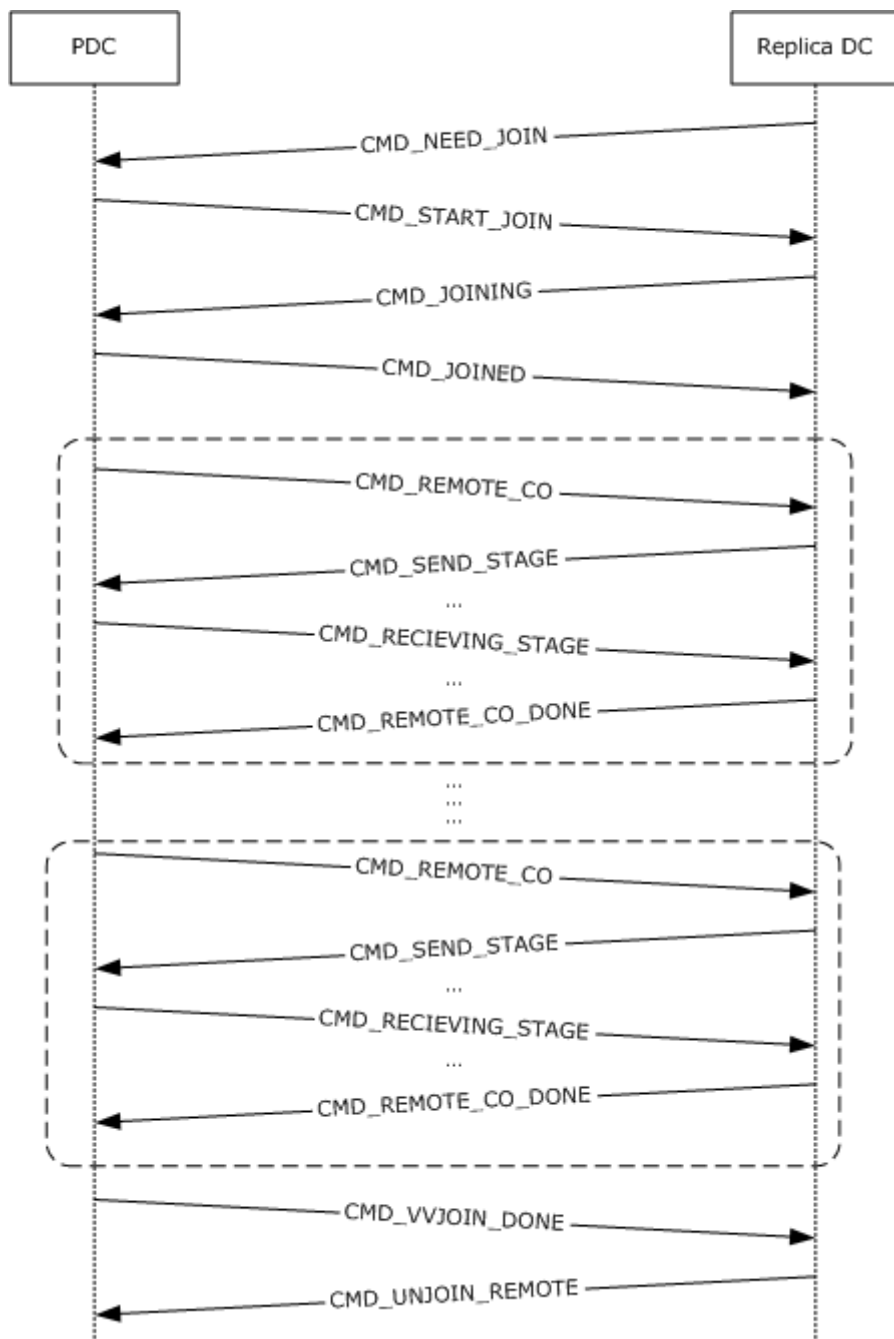 PDC
Replica DC
CMD_NEED_JOIN
CMD_START_JOIN
CMD_JOINING
CMD_JOINED
CMD_REMOTE_CO
CMD_SEND_STAGE
...
CMD_RECIEVING_STAGE
...
CMD_REMOTE_CO_DONE
...
...
...
CMD_REMOTE_CO
CMD_SEND_STAGE
...
CMD_RECIEVING_STAGE
...
CMD_REMOTE_CO_DONE
CMD_VVJOIN_DONE
CMD_UNJOIN_REMOTE